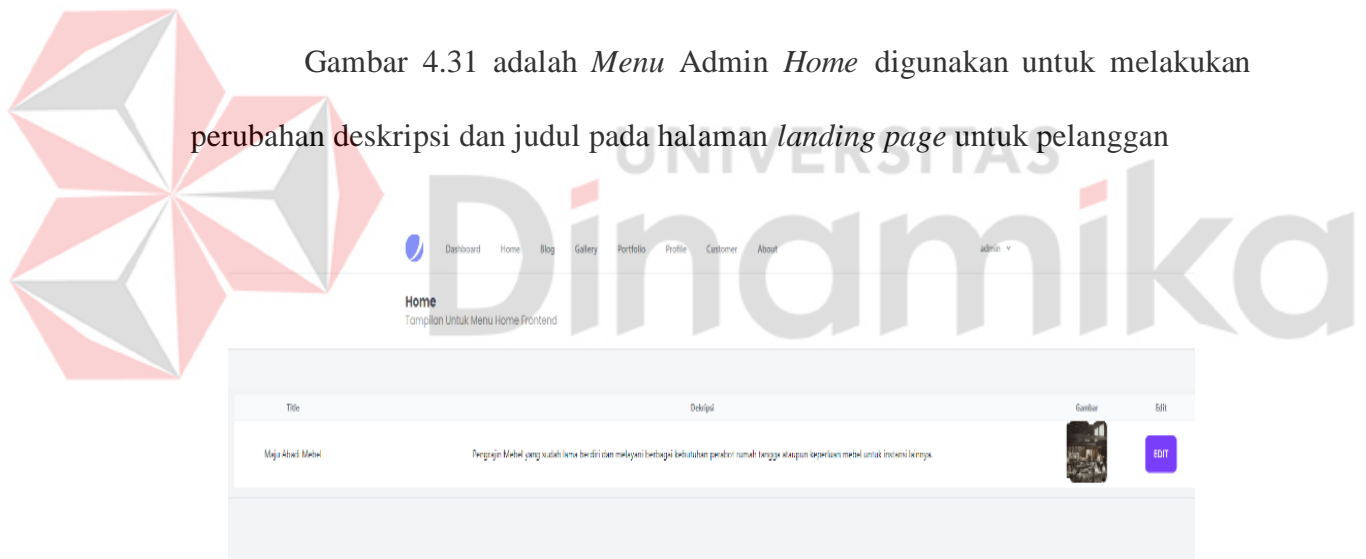 Gambar 4.31 adalah Menu Admin Home digunakan untuk melakukan
perubahan deskripsi dan judul pada halaman landing page untuk pelanggan
UNIVERSITAS
Dinamika
Dashboard Home Blog Gallery Portfolio Profile Customer About admin
Home
Tampilan Untuk Menu Home Frontend
Title Dekripsi Gambar Edit
Maju Abadi Mebel Pengrajin Mebel yang sudah lama berdiri dan melayani berbagai kebutuhan perabot rumah tangga ataupun keperluan mebel untuk instansi lainnya. EDIT